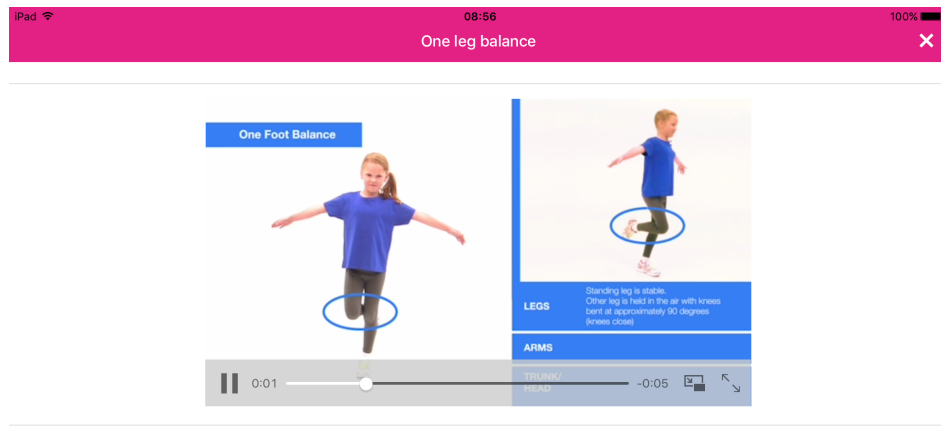 iPad 08:56 100%
One leg balance
One Foot Balance
LEGS
Standing leg is stable.
Other leg is held in the air with knees
bent at approximately 90 degrees
(knees close)
ARMS
TRUNK/
HEAD
0:01 -0:05